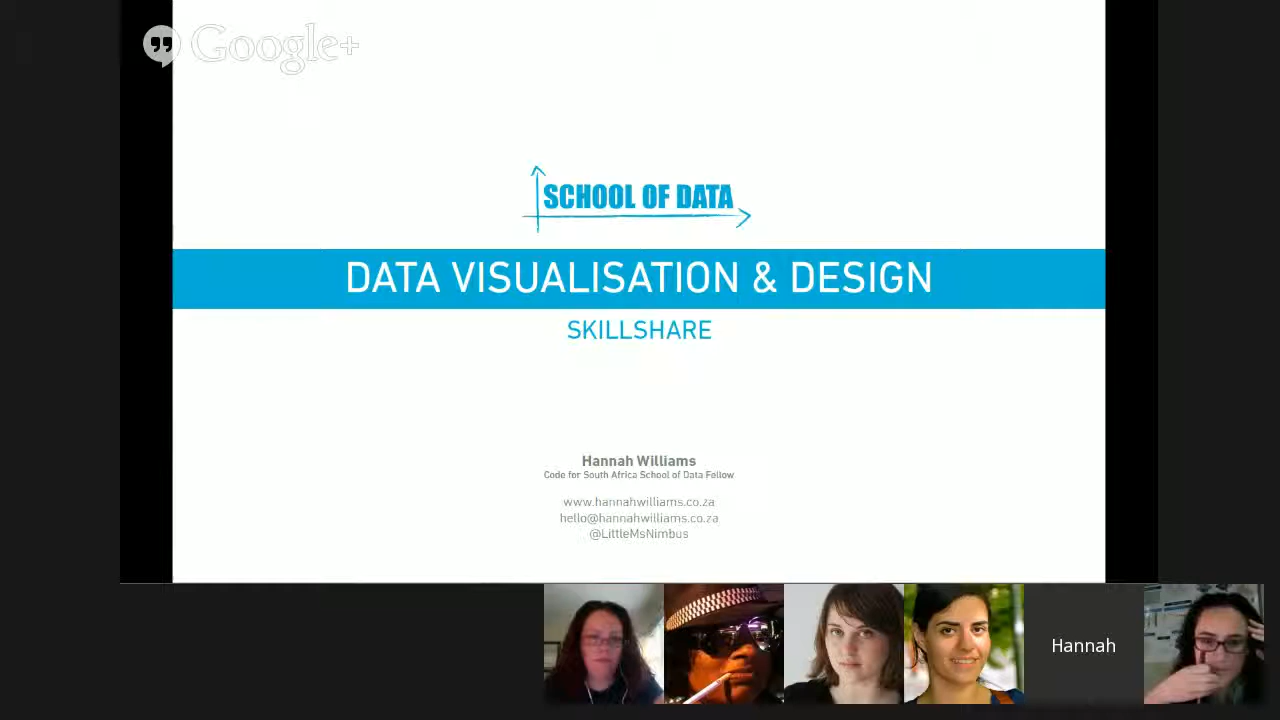 Google+
SCHOOL OF DATA
DATA VISUALISATION & DESIGN
SKILLSHARE
Hannah Williams
Code for South Africa School of Data Fellow
www.hannahwilliams.co.za
hello@hannahwilliams.co.za
@LittleMsNimbus
Hannah